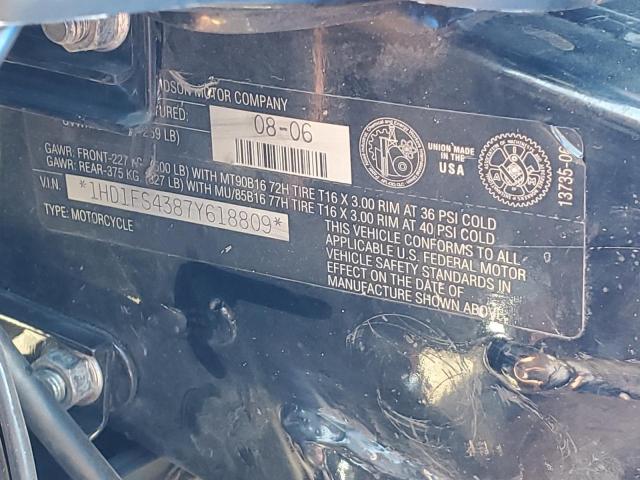 DSON MOTOR COMPANY
URED: 08-06
LB)
GAWR: FRONT-227 KG (500 LB) WITH MT90B16 72H TIRE T16 X 3.00 RIM AT 36 PSI COLD
GAWR: REAR-375 KG (827 LB) WITH MU/85B16 77H TIRE T16 X 3.00 RIM AT 40 PSI COLD
V.I.N. *1HD1FS4387Y618809*
TYPE: MOTORCYCLE
THIS VEHICLE CONFORMS TO ALL
APPLICABLE U.S. FEDERAL MOTOR
VEHICLE SAFETY STANDARDS IN
EFFECT ON THE DATE OF
MANUFACTURE SHOWN ABOVE
UNION MADE IN
THE
USA
13735-0